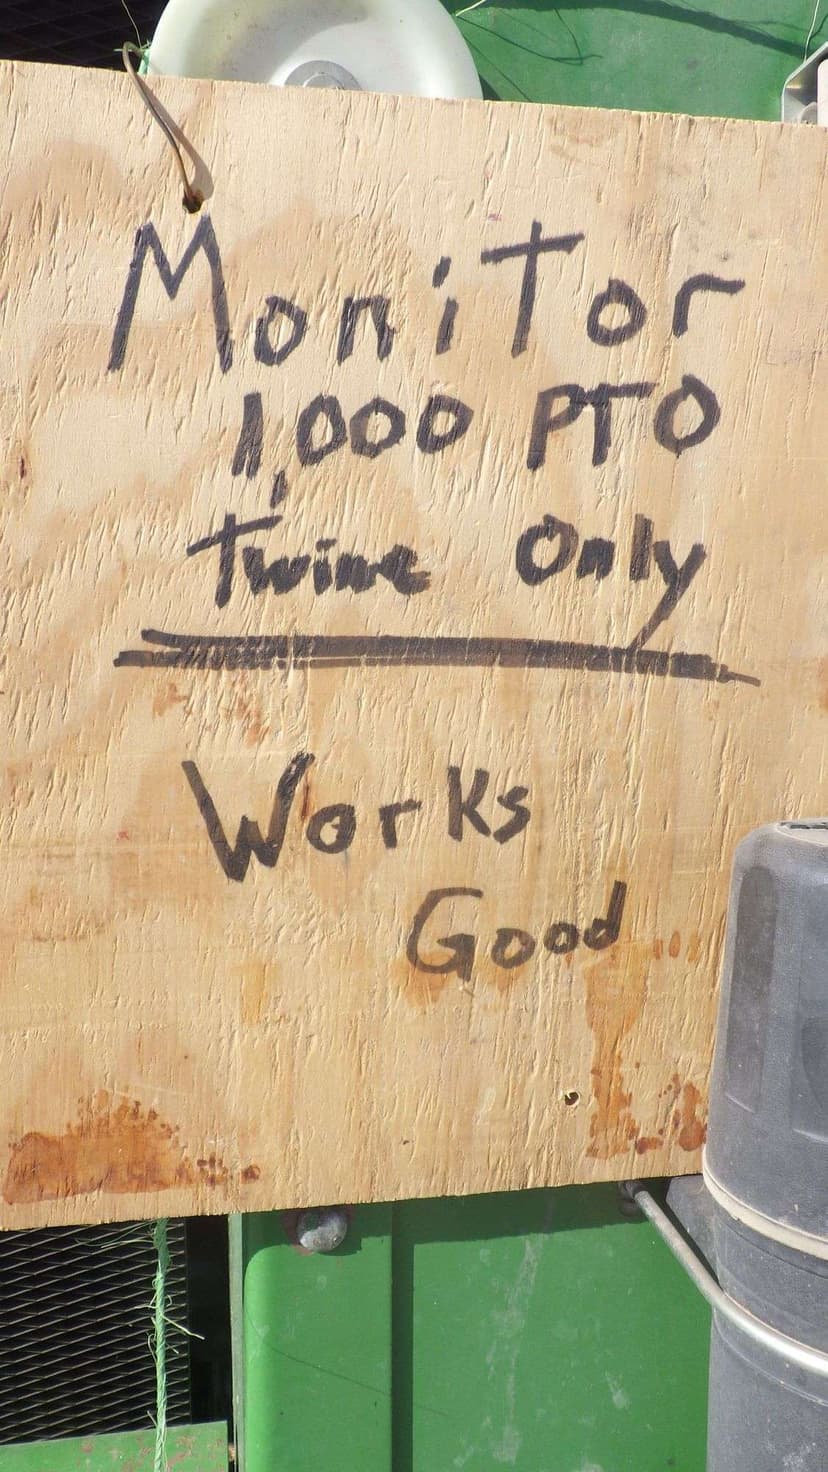 MoniTor
1,000 PTO
Twine Only
Works
Good